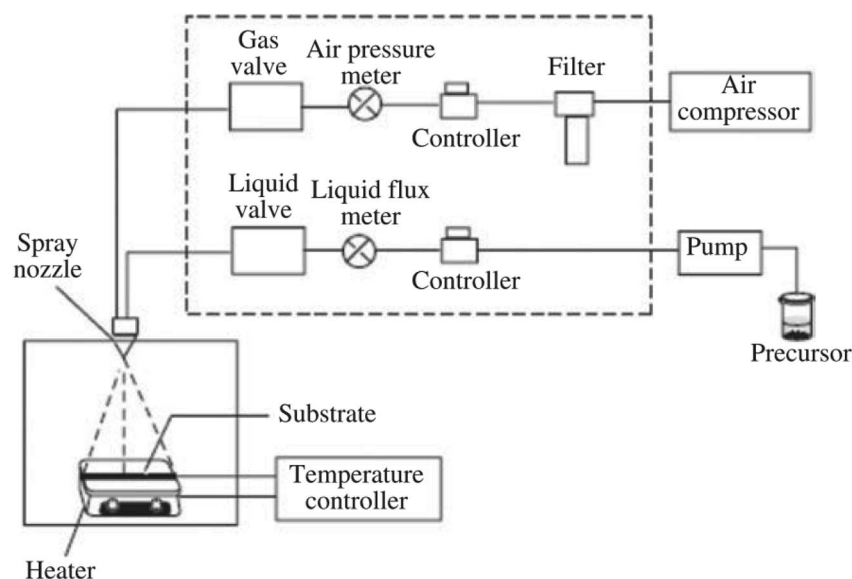 Gas
valve
Air pressure
meter
Controller
Filter
Air
compressor
Liquid
valve
Liquid flux
meter
Controller
Pump
Precursor
Spray
nozzle
Substrate
Temperature
controller
Heater